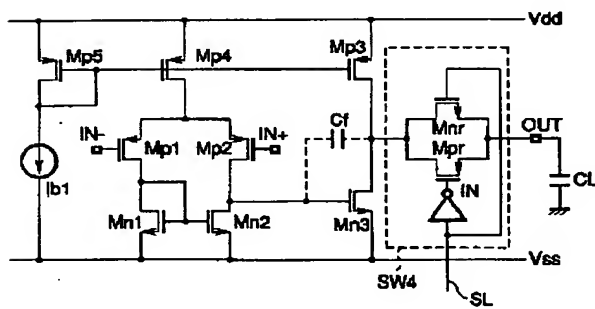 Vdd
Mp5
Mp4
Mp3
Cf
IN-
Mp1
Mp2
IN+
Mnr
Mpr
OUT
CL
Ib1
IN
Mn1
Mn2
Mn3
Vss
SW4
SL